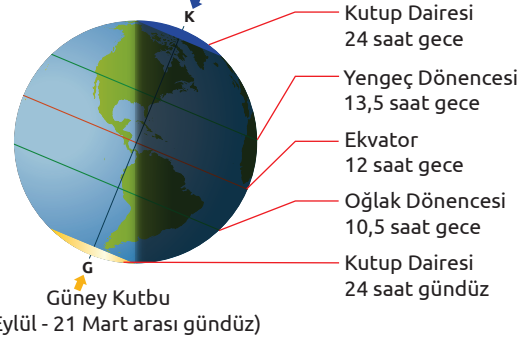 K
Kutup Dairesi
24 saat gece
Yengeç Dönencesi
13,5 saat gece
Ekvator
12 saat gece
Oğlak Dönencesi
10,5 saat gece
Kutup Dairesi
24 saat gündüz
G
Güney Kutbu
Eylül - 21 Mart arası gündüz)